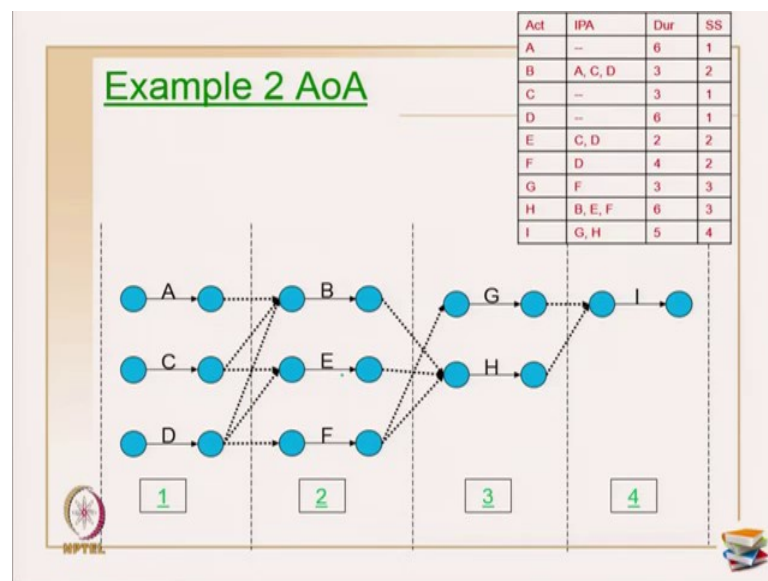 Example 2 AoA
Act IPA Dur SS
A -- 6 1
B A, C, D 3 2
C -- 3 1
D -- 6 1
E C, D 2 2
F D 4 2
G F 3 3
H B, E, F 6 3
I G, H 5 4
A B G I
C E H
D F
1 2 3 4
NPTEL